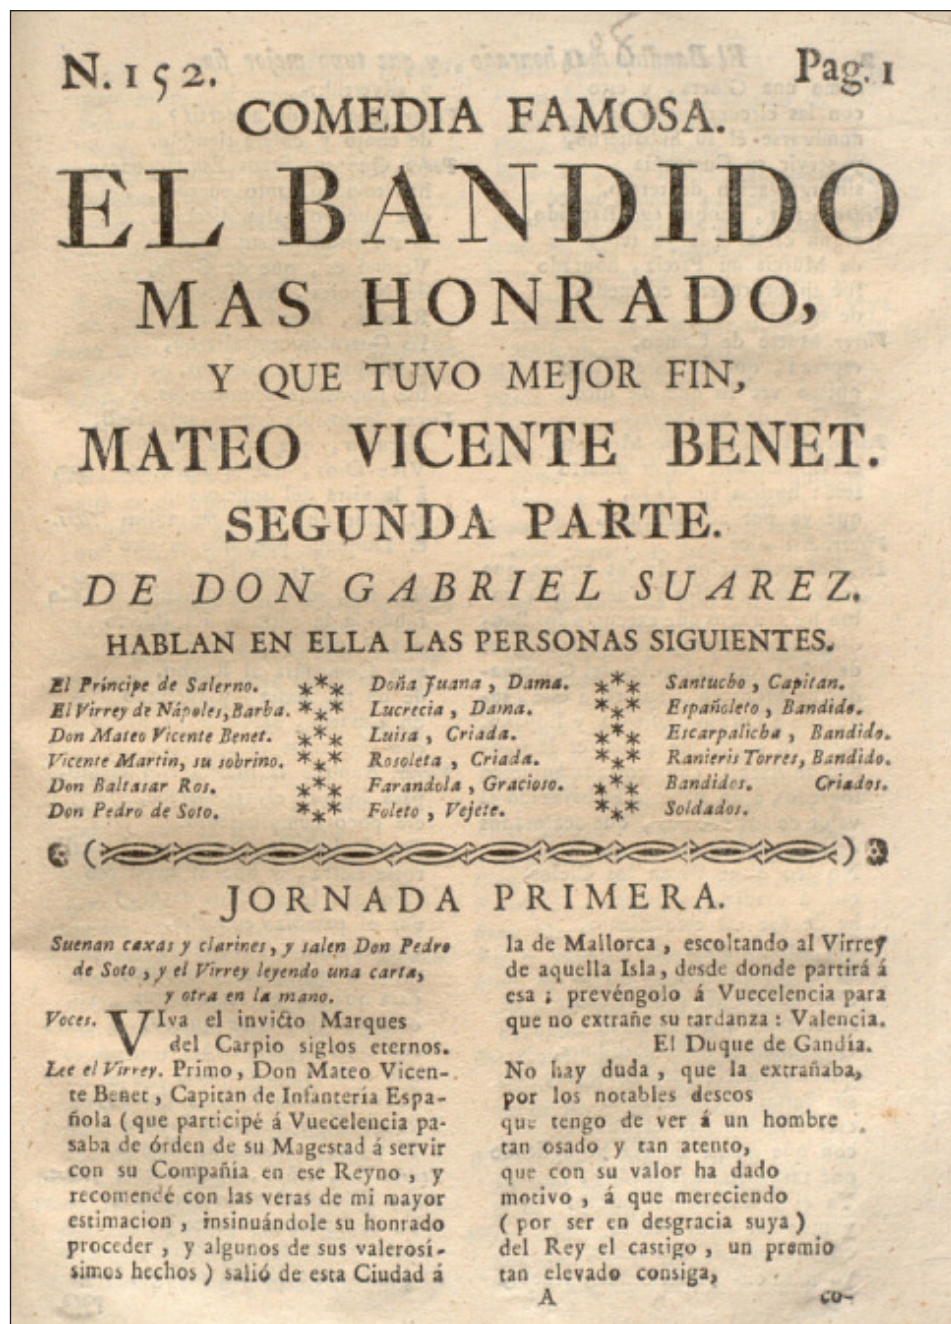 N. 152.
Pag. 1
COMEDIA FAMOSA.
EL BANDIDO
MAS HONRADO,
Y QUE TUVO MEJOR FIN,
MATEO VICENTE BENET.
SEGUNDA PARTE.
DE DON GABRIEL SUAREZ.
HABLAN EN ELLA LAS PERSONAS SIGUIENTES.
El Príncipe de Salerno.
El Virrey de Nápoles, Barba.
Don Mateo Vicente Benet.
Vicente Martin, su sobrino.
Don Baltasar Ros.
Don Pedro de Soto.
Doña Juana, Dama.
Lucrecia, Dama.
Luisa, Criada.
Rosoleta, Criada.
Farandola, Gracioso.
Foleto, Vejete.
Santucho, Capitan.
Españoleto, Bandido.
Escarpalicha, Bandido.
Ranieris Torres, Bandido.
Bandidos. Criados.
Soldados.
JORNADA PRIMERA.
Suenan caxas y clarines, y salen Don Pedro
de Soto, y el Virrey leyendo una carta,
y otra en la mano.
Voces. VIva el invicto Marques
del Carpio siglos eternos.
Lee el Virrey. Primo, Don Mateo Vicen-
te Benet, Capitan de Infantería Espa-
ñola (que participé á Vuecelencia pa-
saba de órden de su Magestad á servir
con su Compañía en ese Reyno, y
recomendé con las veras de mi mayor
estimacion, insinuándole su honrado
proceder, y algunos de sus valerosí-
simos hechos) salió de esta Ciudad á
la de Mallorca, escoltando al Virrey
de aquella Isla, desde donde partirá á
esa; prevéngolo á Vuecelencia para
que no extrañe su tardanza: Valencia.
El Duque de Gandía.
No hay duda, que la extrañaba,
por los notables deseos
que tengo de ver á un hombre
tan osado y tan atento,
que con su valor ha dado
motivo, á que mereciendo
(por ser en desgracia suya)
del Rey el castigo, un premio
tan elevado consiga,
A
co-